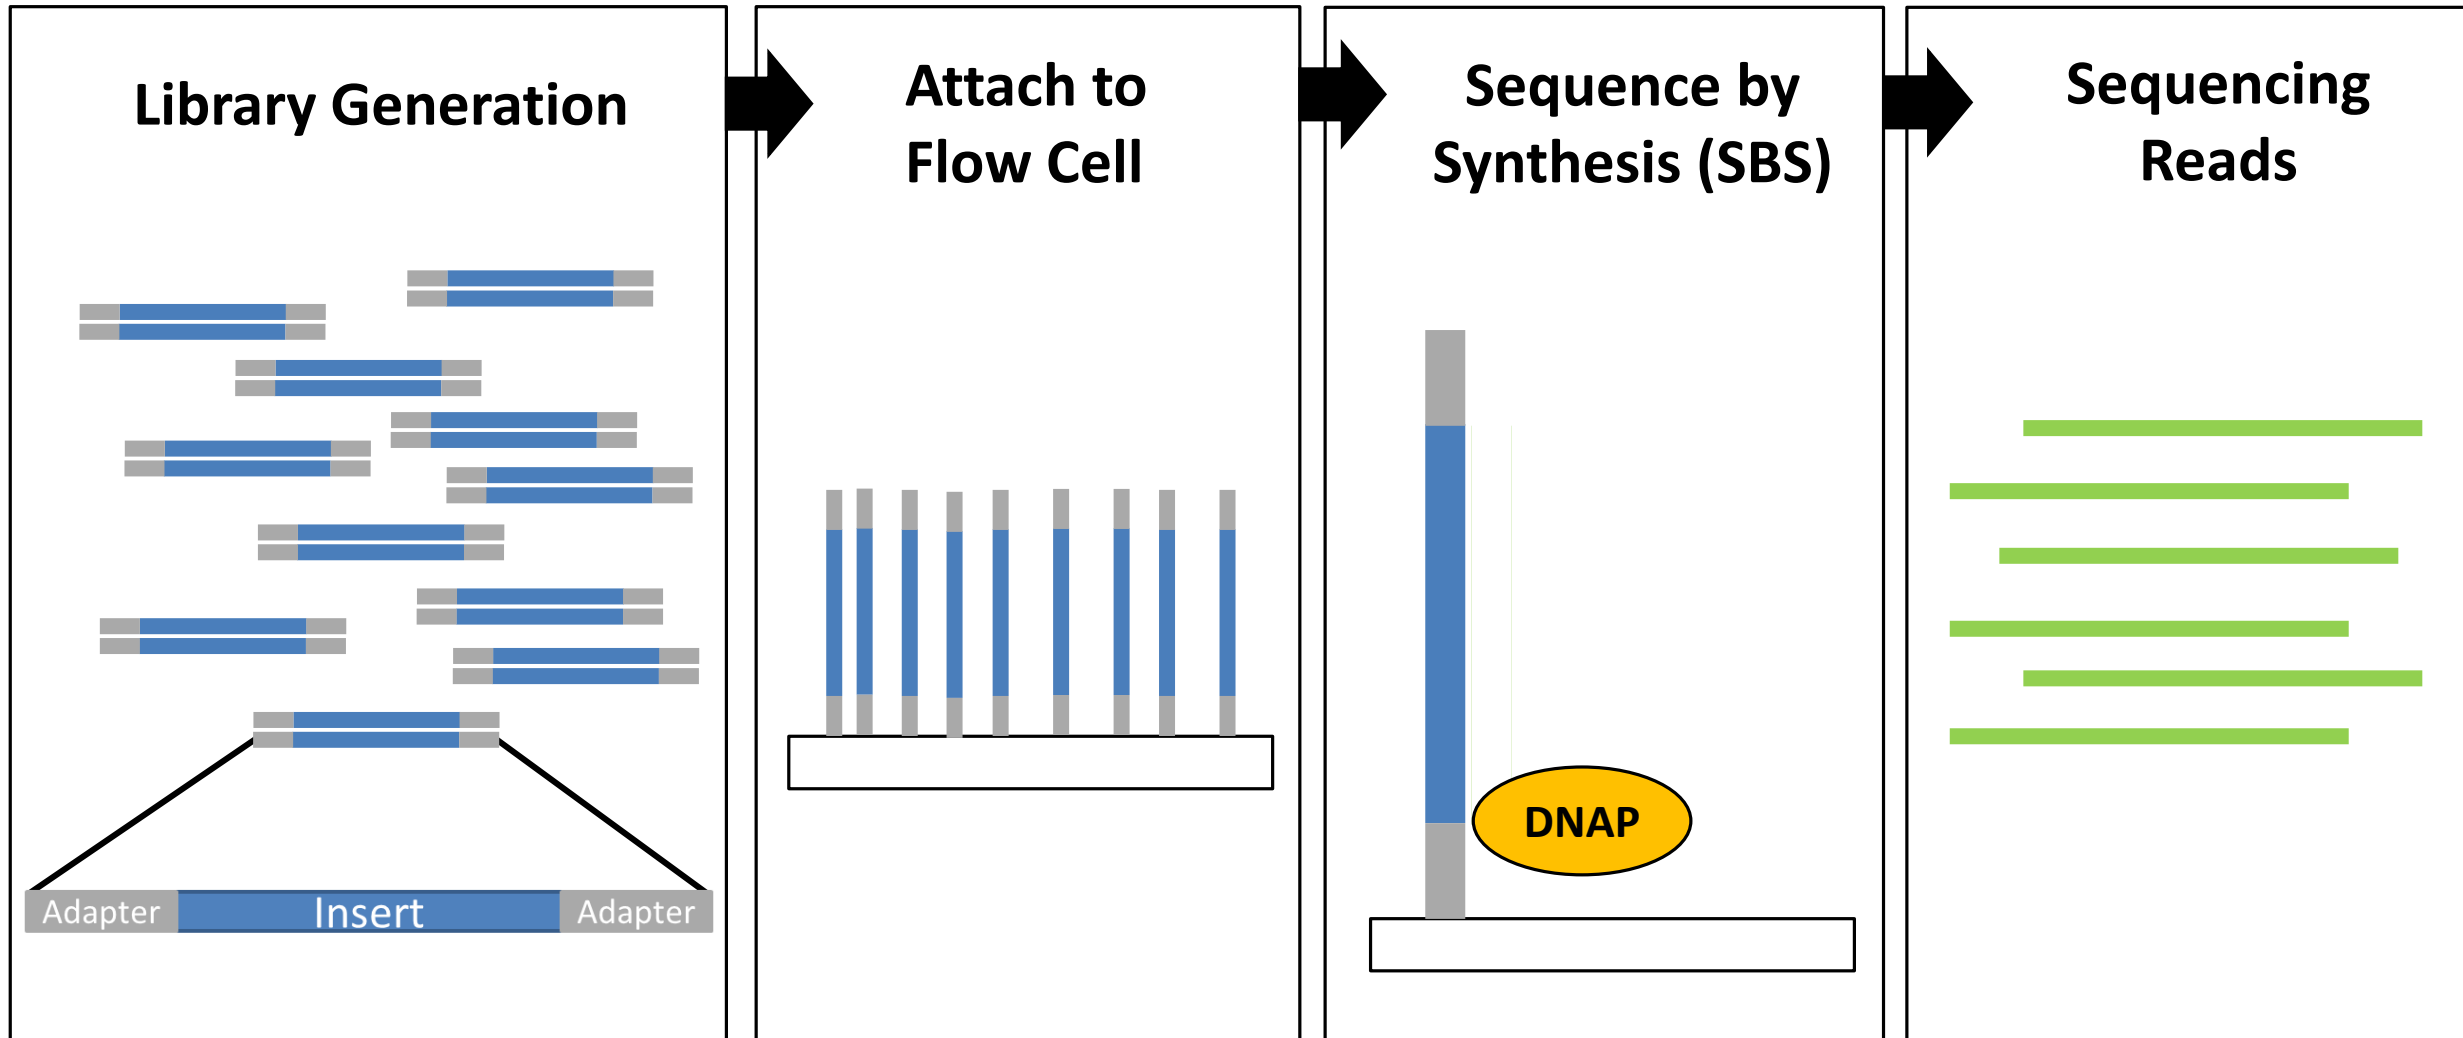 Library Generation
Adapter Insert Adapter
Attach to
Flow Cell
Sequence by
Synthesis (SBS)
DNAP
Sequencing
Reads